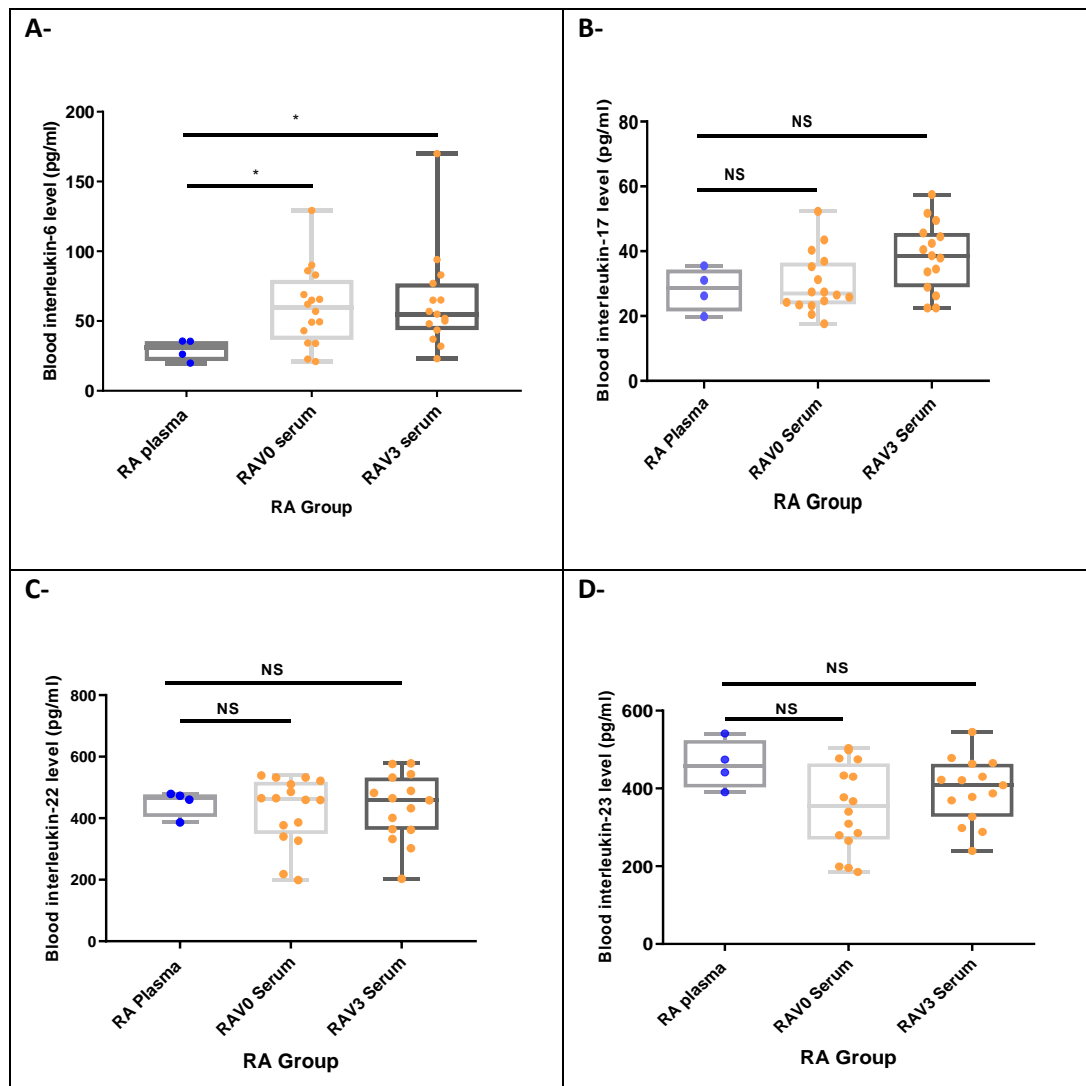 A-
Blood interleukin-6 level (pg/ml)
200
150
100
50
0
*
*
RA plasma
RAV0 serum
RAV3 serum
RA Group
B-
Blood interleukin-17 level (pg/ml)
80
60
40
20
0
NS
NS
RA Plasma
RAV0 Serum
RAV3 Serum
RA Group
C-
Blood interleukin-22 level (pg/ml)
800
600
400
200
0
NS
NS
RA Plasma
RAV0 Serum
RAV3 Serum
RA Group
D-
Blood interleukin-23 level (pg/ml)
600
400
200
0
NS
NS
RA plasma
RAV0 Serum
RAV3 Serum
RA Group